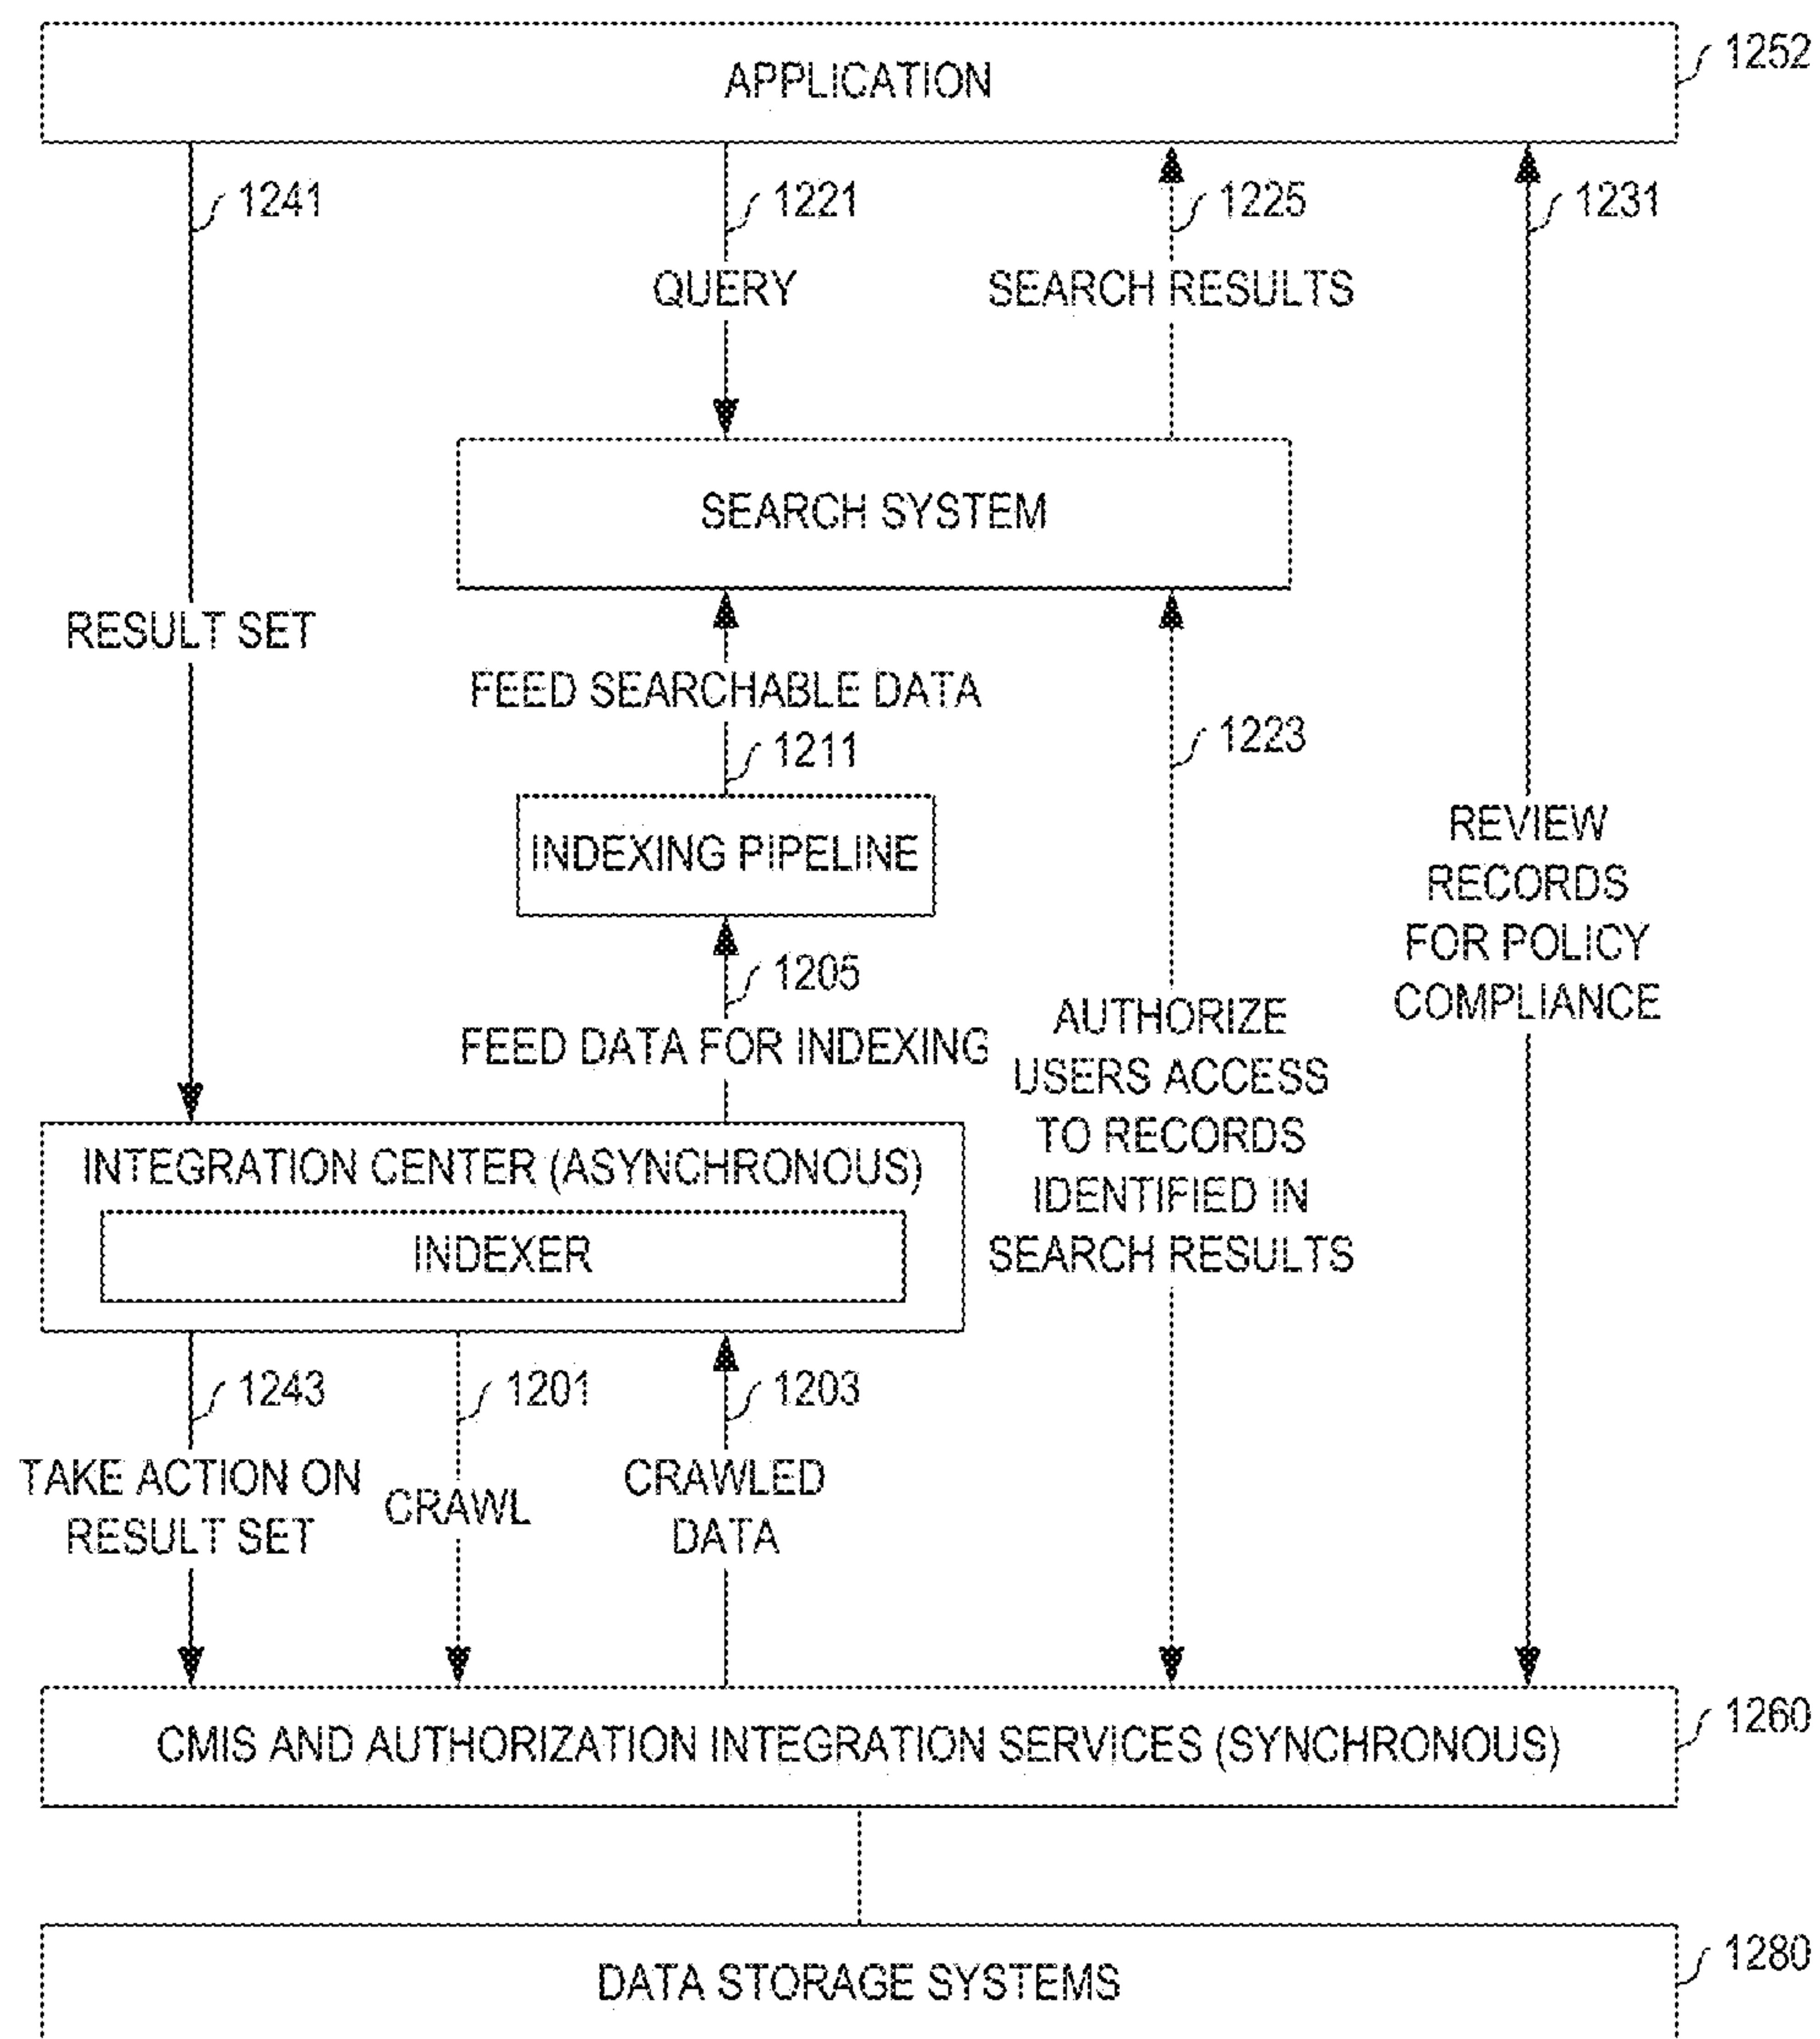 APPLICATION
1252
1241
1221
1225
1231
QUERY
SEARCH RESULTS
SEARCH SYSTEM
RESULT SET
FEED SEARCHABLE DATA
1211
1223
INDEXING PIPELINE
REVIEW
RECORDS
FOR POLICY
COMPLIANCE
1205
FEED DATA FOR INDEXING
AUTHORIZE
USERS ACCESS
TO RECORDS
IDENTIFIED IN
SEARCH RESULTS
INTEGRATION CENTER (ASYNCHRONOUS)
INDEXER
1243
1201
1203
TAKE ACTION ON
RESULT SET
CRAWL
CRAWLED
DATA
CMIS AND AUTHORIZATION INTEGRATION SERVICES (SYNCHRONOUS)
1260
DATA STORAGE SYSTEMS
1280